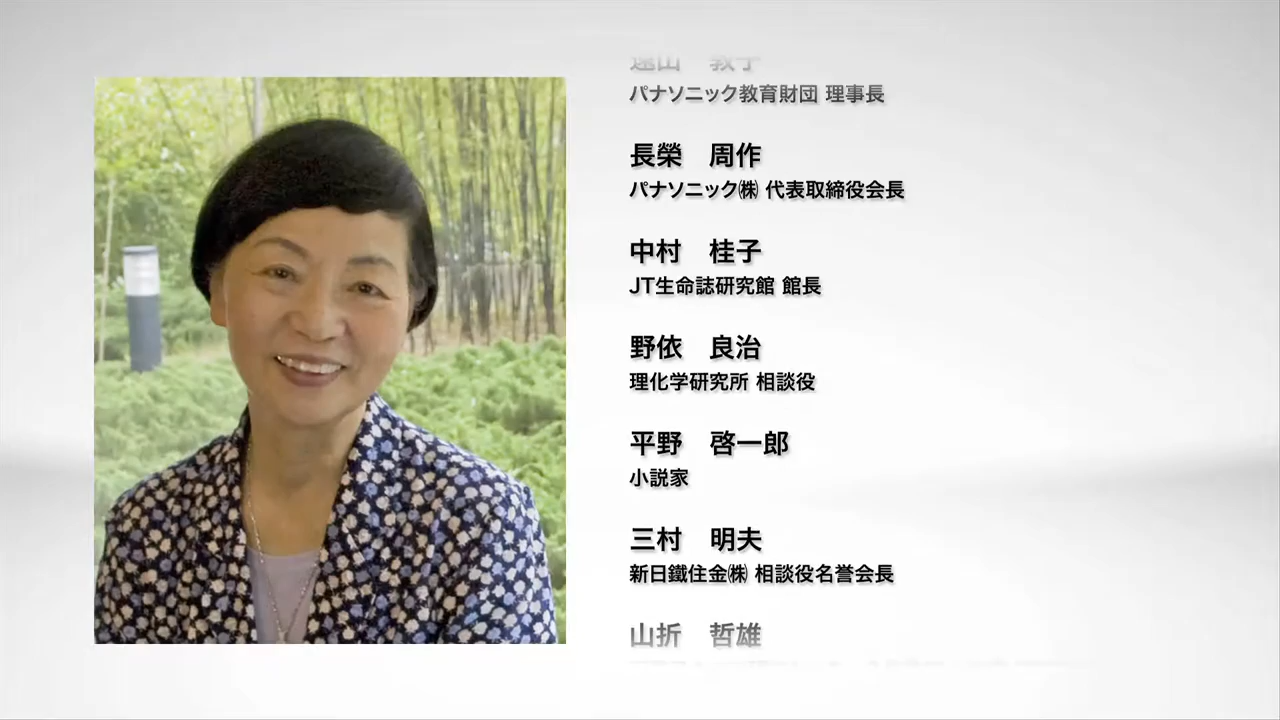 遠山　敦子
パナソニック教育財団 理事長
長榮　周作
パナソニック㈱ 代表取締役会長
中村　桂子
JT生命誌研究館 館長
野依　良治
理化学研究所 相談役
平野　啓一郎
小説家
三村　明夫
新日鐵住金㈱ 相談役名誉会長
山折　哲雄